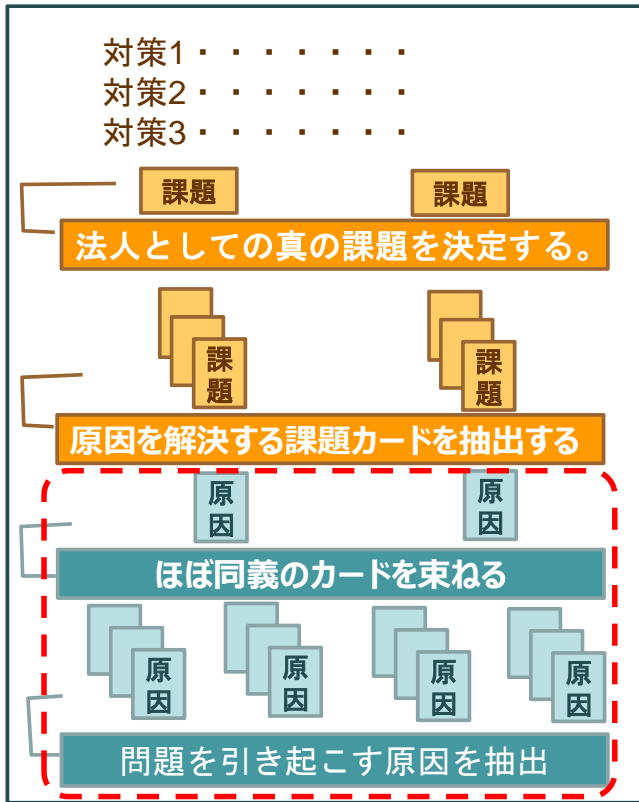 対策1・・・・・・・
対策2・・・・・・・
対策3・・・・・・・
課題 課題
法人としての真の課題を決定する。
課題 課題
原因を解決する課題カードを抽出する
原因 原因
ほぼ同義のカードを束ねる
原因 原因 原因 原因
問題を引き起こす原因を抽出